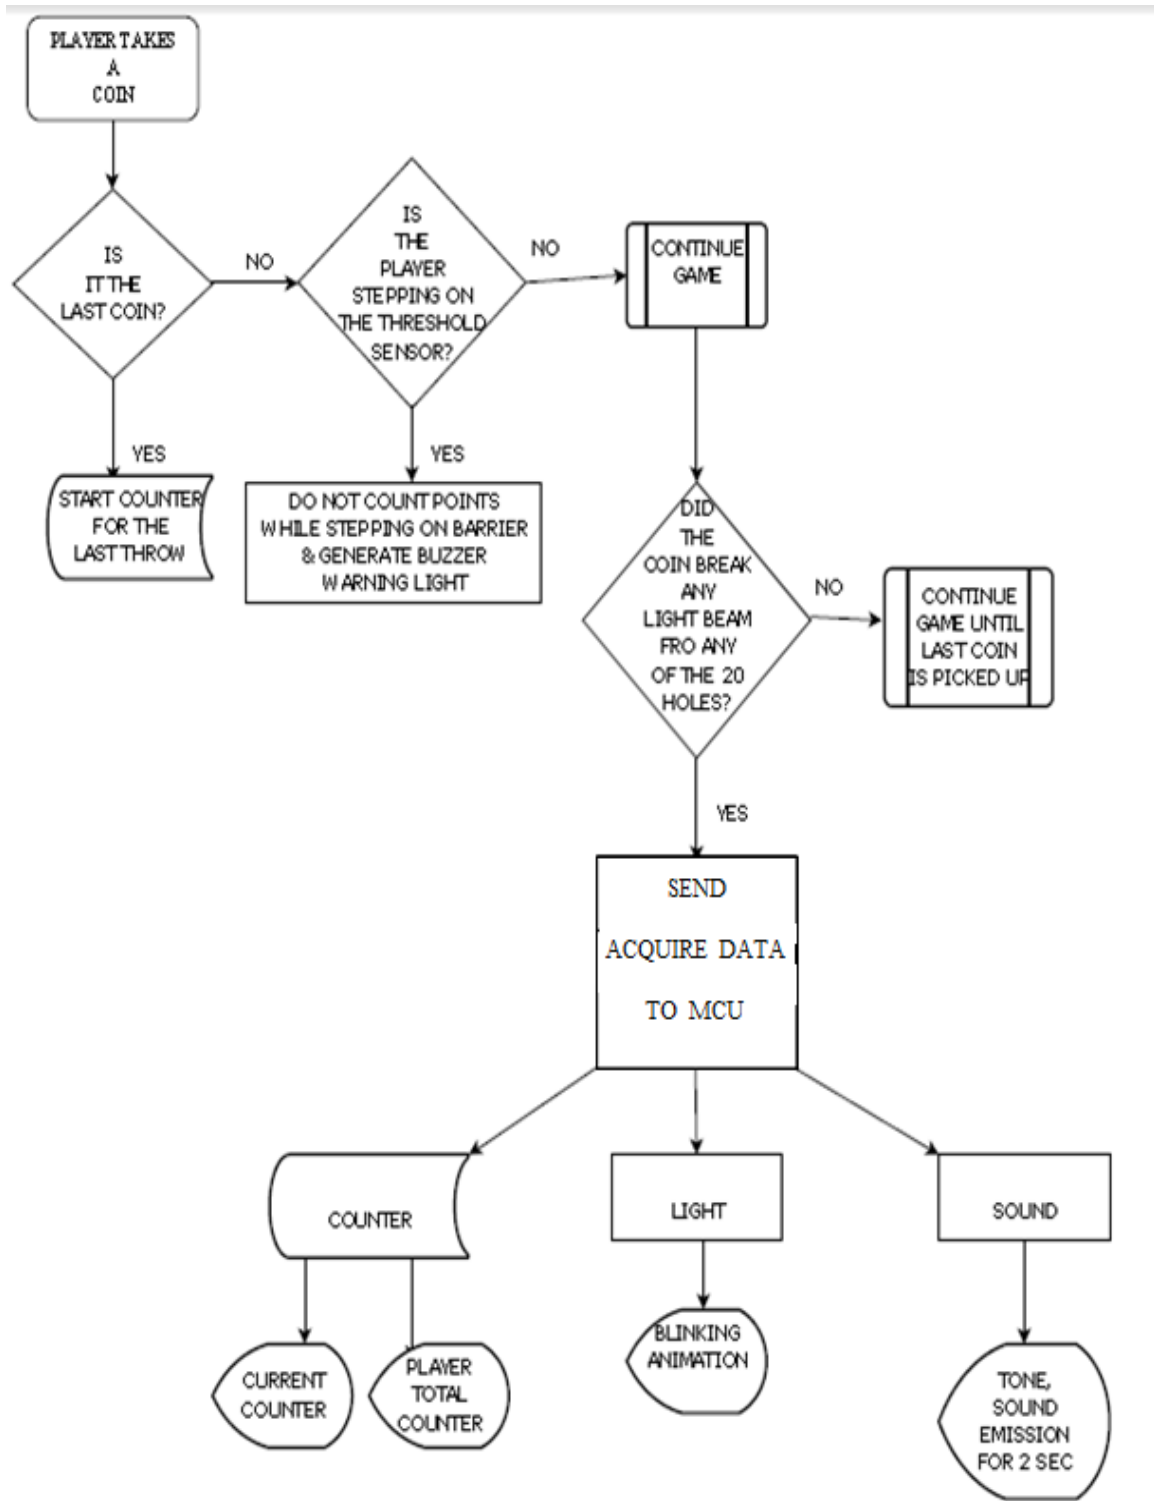 PLAYER TAKES
A
COIN
IS
IT THE
LAST COIN?
NO
YES
START COUNTER
FOR THE
LAST THROW
IS
THE
PLAYER
STEPPING ON
THE THRESHOLD
SENSOR?
NO
YES
DO NOT COUNT POINTS
WHILE STEPPING ON BARRIER
& GENERATE BUZZER
WARNING LIGHT
CONTINUE
GAME
DID
THE
COIN BREAK
ANY
LIGHT BEAM
FRO ANY
OF THE 20
HOLES?
NO
CONTINUE
GAME UNTIL
LAST COIN
IS PICKED UP
YES
SEND
ACQUIRE DATA
TO MCU
COUNTER
LIGHT
SOUND
CURRENT
COUNTER
PLAYER
TOTAL
COUNTER
BLINKING
ANIMATION
TONE,
SOUND
EMISSION
FOR 2 SEC